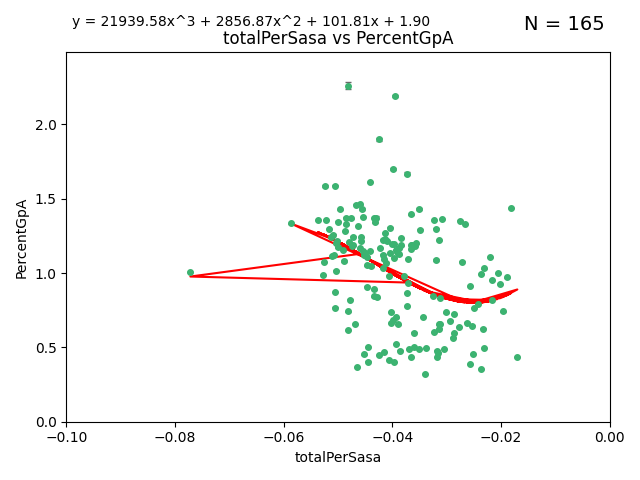 y = 21939.58x^3 + 2856.87x^2 + 101.81x + 1.90
N = 165
totalPerSasa vs PercentGpA
PercentGpA
2.0
1.5
1.0
0.5
0.0
−0.10 −0.08 −0.06 −0.04 −0.02 0.00
totalPerSasa